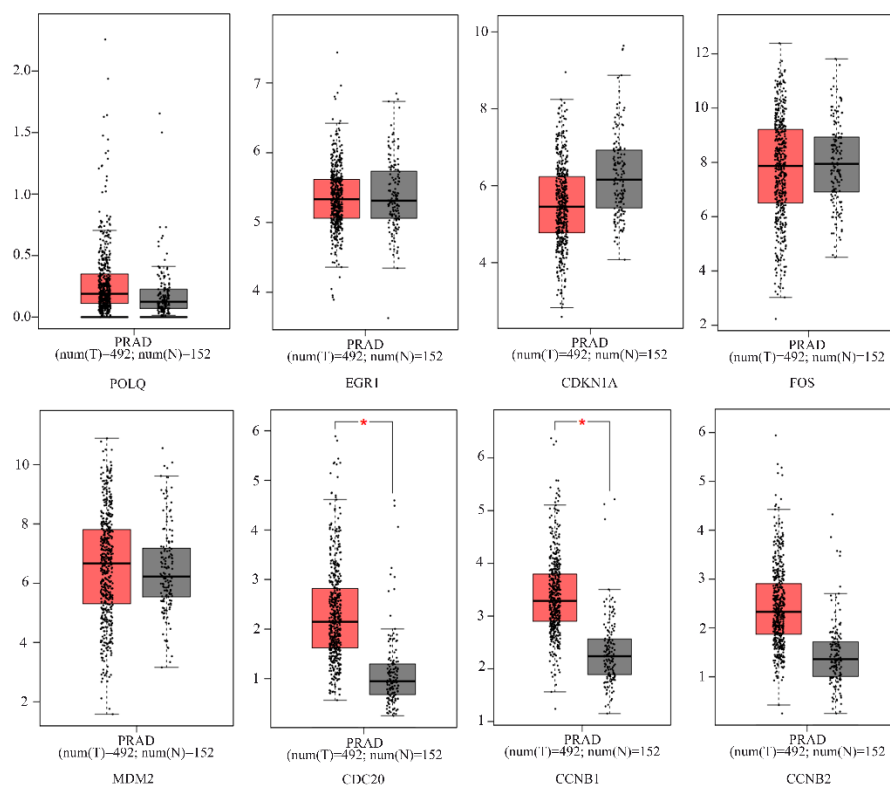 2.0
1.5
1.0
0.5
0.0
PRAD
(num(T)−492; num(N)−152
POLQ
7
6
5
4
PRAD
(num(T)=492; num(N)=152
EGR1
10
8
6
4
PRAD
(num(T)=492; num(N)=152
CDKN1A
12
10
8
6
4
2
PRAD
(num(T)−492; num(N)−152
FOS
10
8
6
4
2
PRAD
(num(T)−492; num(N)−152
MDM2
6
5
4
3
2
1
*
PRAD
(num(T)=492; num(N)=152
CDC20
6
5
4
3
2
1
*
PRAD
(num(T)=492; num(N)=152
CCNB1
6
5
4
3
2
1
PRAD
(num(T)=492; num(N)=152
CCNB2